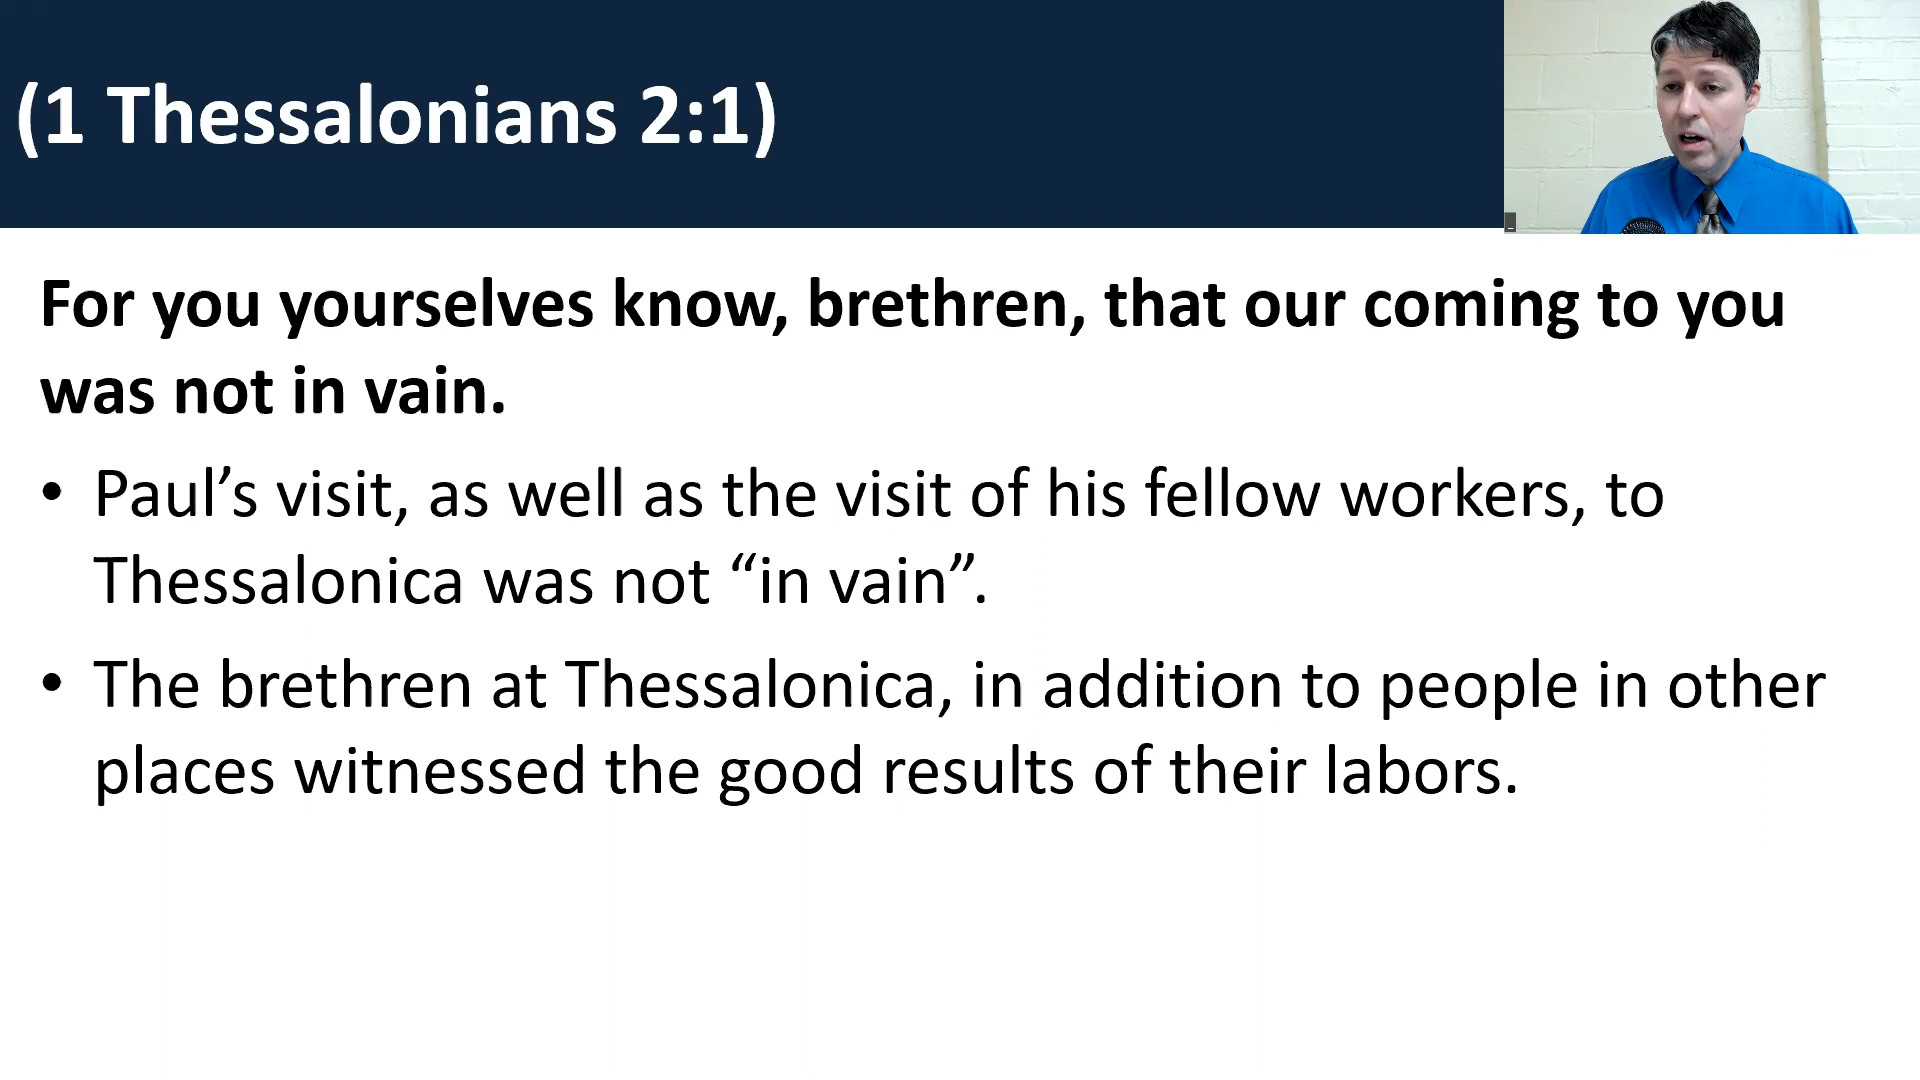 (1 Thessalonians 2:1)
For you yourselves know, brethren, that our coming to you
was not in vain.
• Paul’s visit, as well as the visit of his fellow workers, to
Thessalonica was not “in vain”.
• The brethren at Thessalonica, in addition to people in other
places witnessed the good results of their labors.